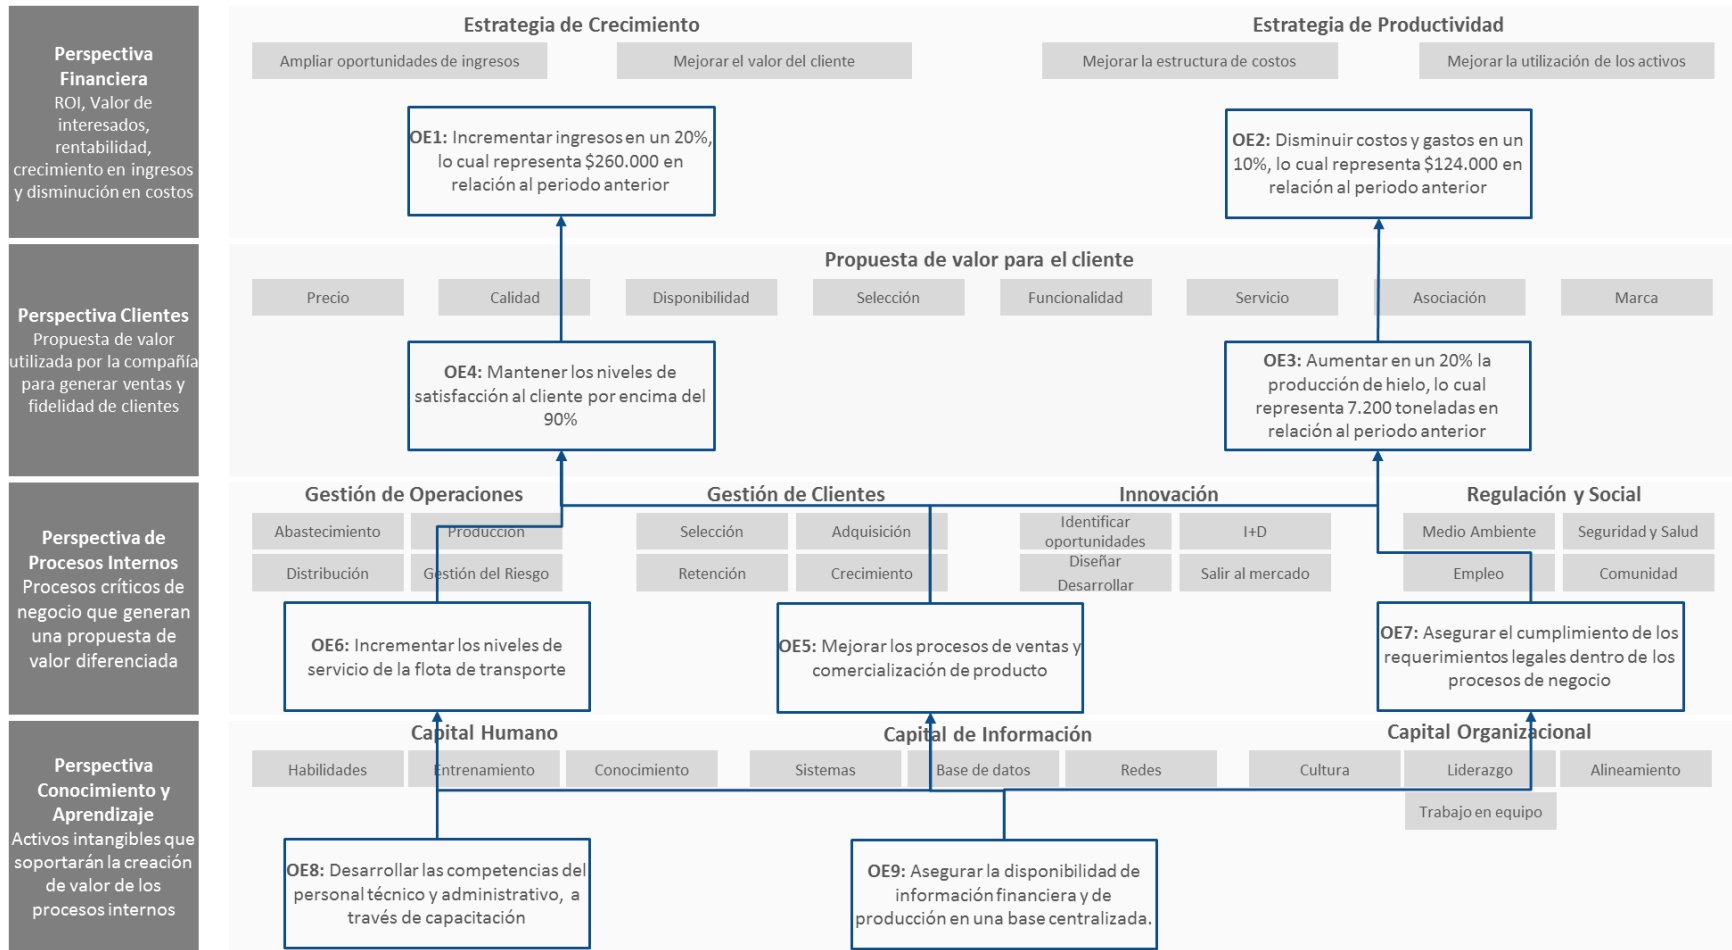 Perspectiva
Financiera
ROI, Valor de
interesados,
rentabilidad,
crecimiento en ingresos
y disminución en costos
Estrategia de Crecimiento
Estrategia de Productividad
Ampliar oportunidades de ingresos
Mejorar el valor del cliente
Mejorar la estructura de costos
Mejorar la utilización de los activos
OE1: Incrementar ingresos en un 20%,
lo cual representa $260.000 en
relación al periodo anterior
OE2: Disminuir costos y gastos en un
10%, lo cual representa $124.000 en
relación al periodo anterior
Perspectiva Clientes
Propuesta de valor
utilizada por la compañía
para generar ventas y
fidelidad de clientes
Propuesta de valor para el cliente
Precio
Calidad
Disponibilidad
Selección
Funcionalidad
Servicio
Asociación
Marca
OE4: Mantener los niveles de
satisfacción al cliente por encima del
90%
OE3: Aumentar en un 20% la
producción de hielo, lo cual
representa 7.200 toneladas en
relación al periodo anterior
Perspectiva de
Procesos Internos
Procesos críticos de
negocio que generan
una propuesta de
valor diferenciada
Gestión de Operaciones
Gestión de Clientes
Innovación
Regulación y Social
Abastecimiento
Producción
Selección
Adquisición
Identificar
oportunidades
I+D
Medio Ambiente
Seguridad y Salud
Distribución
Gestión del Riesgo
Retención
Crecimiento
Diseñar
Desarrollar
Salir al mercado
Empleo
Comunidad
OE6: Incrementar los niveles de
servicio de la flota de transporte
OE5: Mejorar los procesos de ventas y
comercialización de producto
OE7: Asegurar el cumplimiento de los
requerimientos legales dentro de los
procesos de negocio
Perspectiva
Conocimiento y
Aprendizaje
Activos intangibles que
soportarán la creación
de valor de los
procesos internos
Capital Humano
Capital de Información
Capital Organizacional
Habilidades
Entrenamiento
Conocimiento
Sistemas
Base de datos
Redes
Cultura
Liderazgo
Alineamiento
Trabajo en equipo
OE8: Desarrollar las competencias del
personal técnico y administrativo, a
través de capacitación
OE9: Asegurar la disponibilidad de
información financiera y de
producción en una base centralizada.